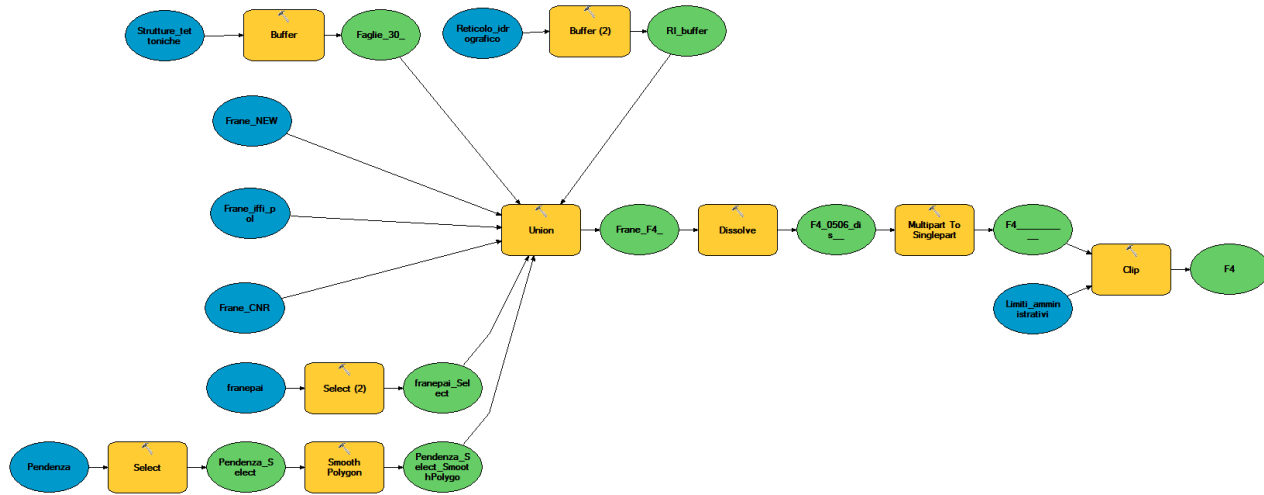 Strutture_tet
toniche
Buffer
Faglie_30_
Reticolo_idr
ografico
Buffer (2)
RI_buffer
Frane_NEW
Frane_iffi_p
ol
Union
Frane_F4_
Dissolve
F4_0506_di
s__
Multipart To
Singlepart
F4_________
__
Clip
F4
Frane_CNR
Limiti_ammin
istrativi
franepai
Select (2)
franepai_Sel
ect
Pendenza
Select
Pendenza_S
elect
Smooth
Polygon
Pendenza_S
elect_Smoot
hPolygo